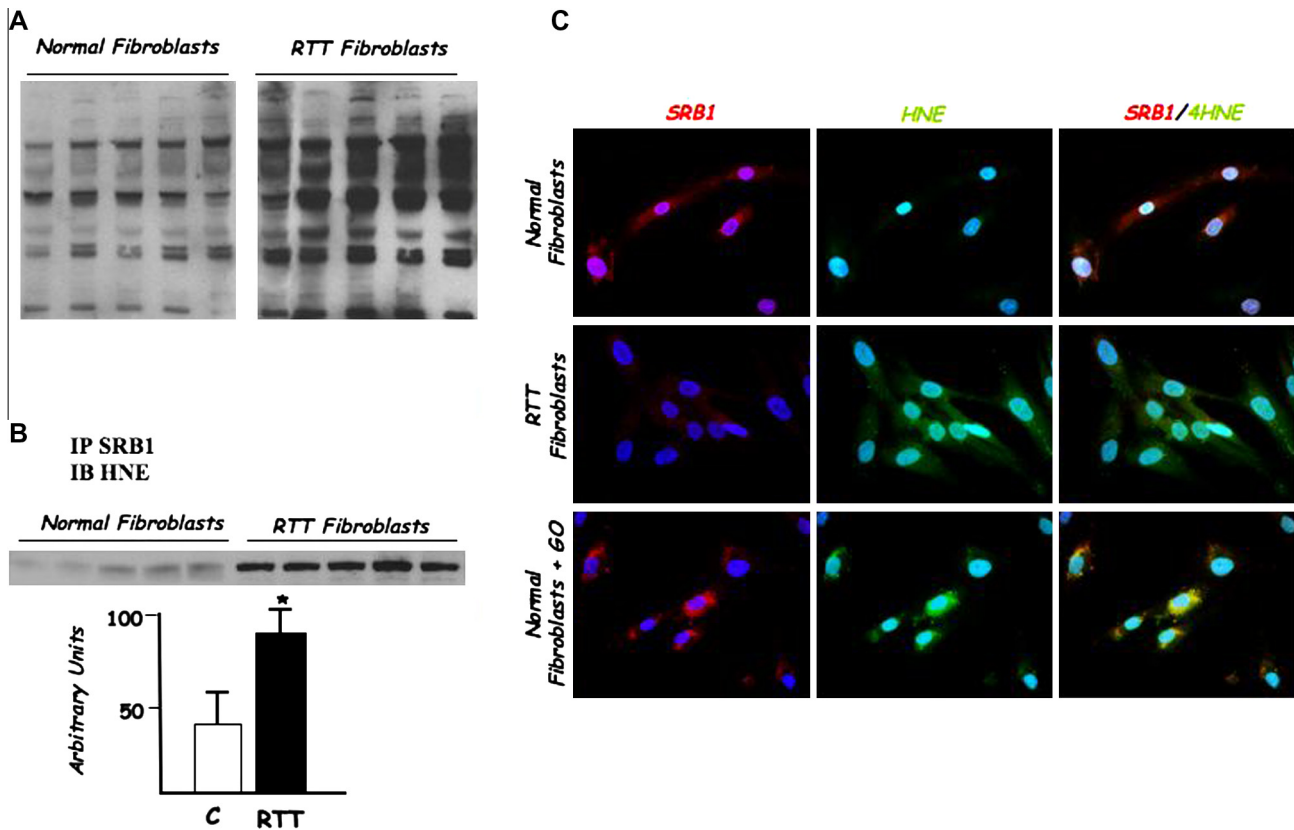 A
Normal Fibroblasts
RTT Fibroblasts
B
IP SRB1
IB HNE
Normal Fibroblasts
RTT Fibroblasts
*
100
50
Arbitrary Units
C
RTT
C
SRB1
HNE
SRB1/4HNE
Normal
Fibroblasts
RTT
Fibroblasts
Normal
Fibroblasts + GO